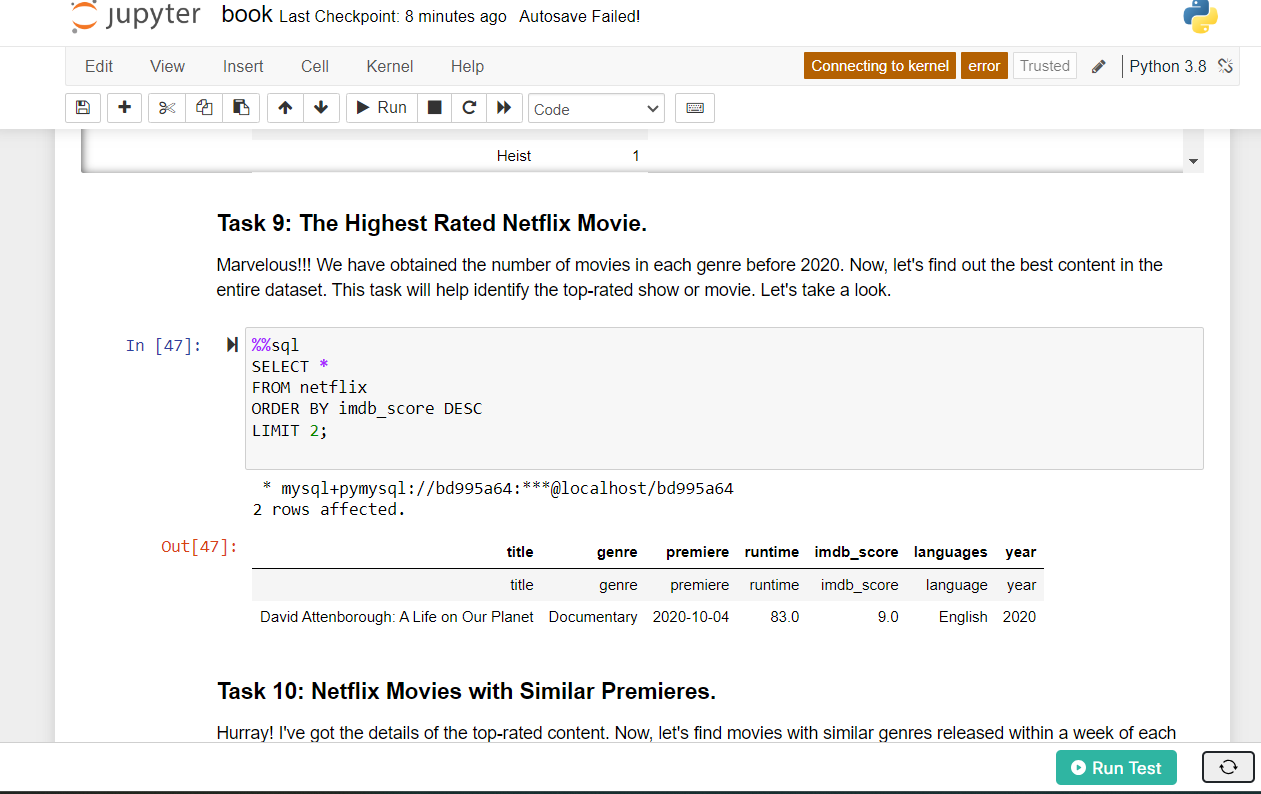 jupyter book Last Checkpoint: 8 minutes ago Autosave Failed!
Edit View Insert Cell Kernel Help Connecting to kernel error Trusted Python 3.8
Run Code
Heist 1
Task 9: The Highest Rated Netflix Movie.
Marvelous!!! We have obtained the number of movies in each genre before 2020. Now, let's find out the best content in the
entire dataset. This task will help identify the top-rated show or movie. Let's take a look.
In [47]: %%sql
SELECT *
FROM netflix
ORDER BY imdb_score DESC
LIMIT 2;
* mysql+pymysql://bd995a64:***@localhost/bd995a64
2 rows affected.
Out[47]:
title genre premiere runtime imdb_score languages year
title genre premiere runtime imdb_score language year
David Attenborough: A Life on Our Planet Documentary 2020-10-04 83.0 9.0 English 2020
Task 10: Netflix Movies with Similar Premieres.
Hurray! I've got the details of the top-rated content. Now, let's find movies with similar genres released within a week of each
Run Test